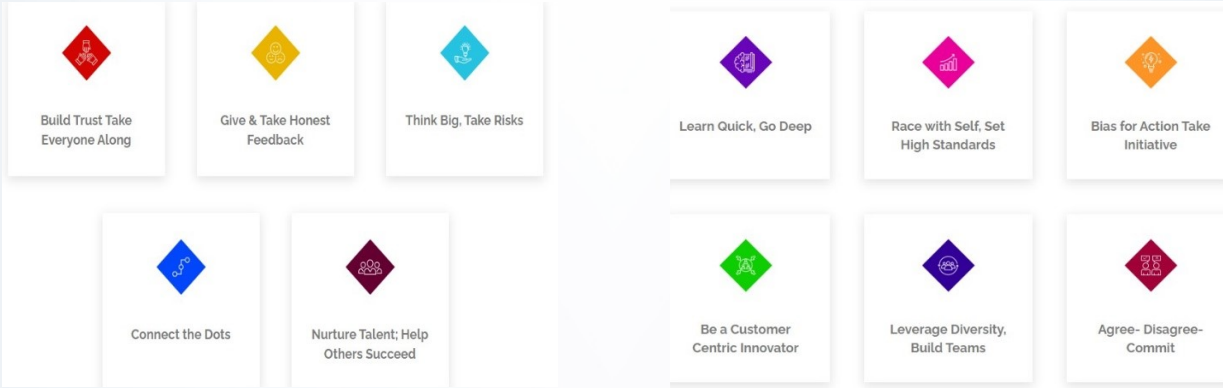 Build Trust Take
Everyone Along
Give & Take Honest
Feedback
Think Big, Take Risks
Connect the Dots
Nurture Talent; Help
Others Succeed
Learn Quick, Go Deep
Race with Self, Set
High Standards
Bias for Action Take
Initiative
Be a Customer
Centric Innovator
Leverage Diversity,
Build Teams
Agree- Disagree-
Commit